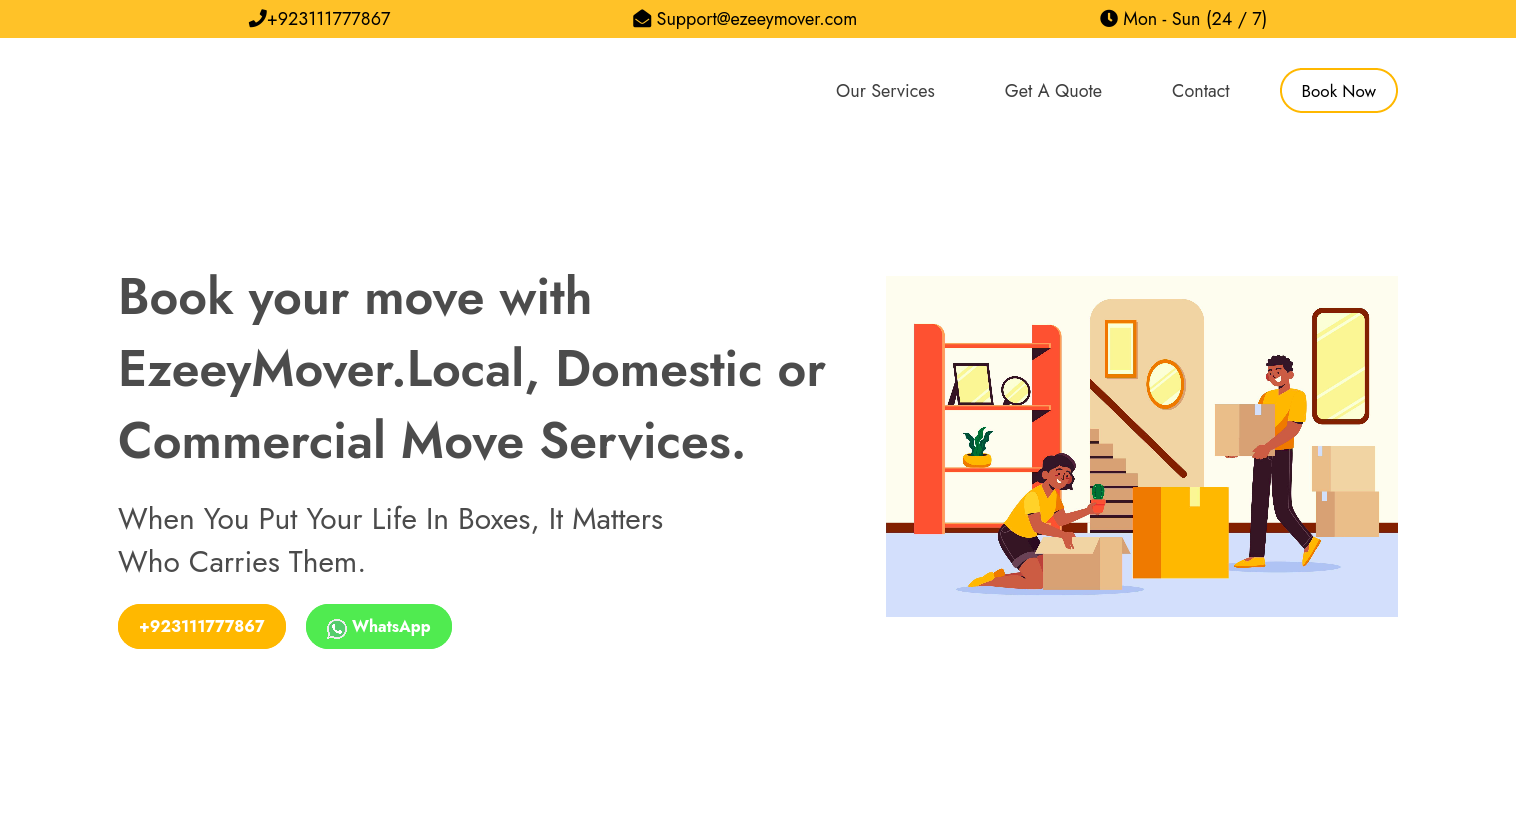 +923111777867
Support@ezeeymover.com
Mon - Sun (24 / 7)
Our Services
Get A Quote
Contact
Book Now
Book your move with
EzeeyMover.Local, Domestic or
Commercial Move Services.
When You Put Your Life In Boxes, It Matters
Who Carries Them.
+923111777867
WhatsApp